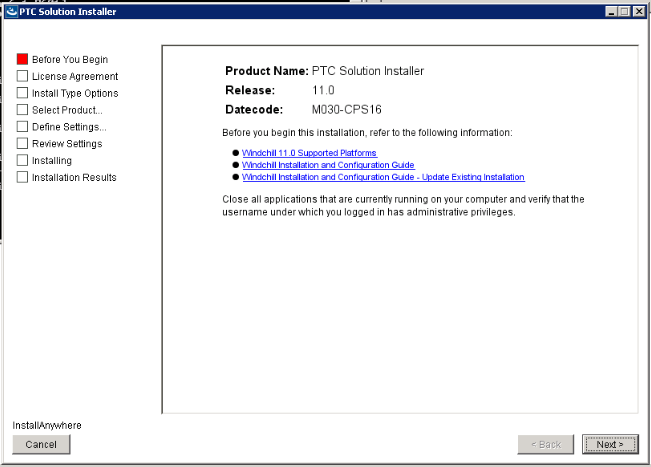 PTC Solution Installer
Before You Begin
License Agreement
Install Type Options
Select Product...
Define Settings...
Review Settings
Installing
Installation Results
Product Name: PTC Solution Installer
Release: 11.0
Datecode: M030-CPS16
Before you begin this installation, refer to the following information:
Windchill 11.0 Supported Platforms
Windchill Installation and Configuration Guide
Windchill Installation and Configuration Guide - Update Existing Installation
Close all applications that are currently running on your computer and verify that the
username under which you logged in has administrative privileges.
InstallAnywhere
Cancel
< Back
Next >